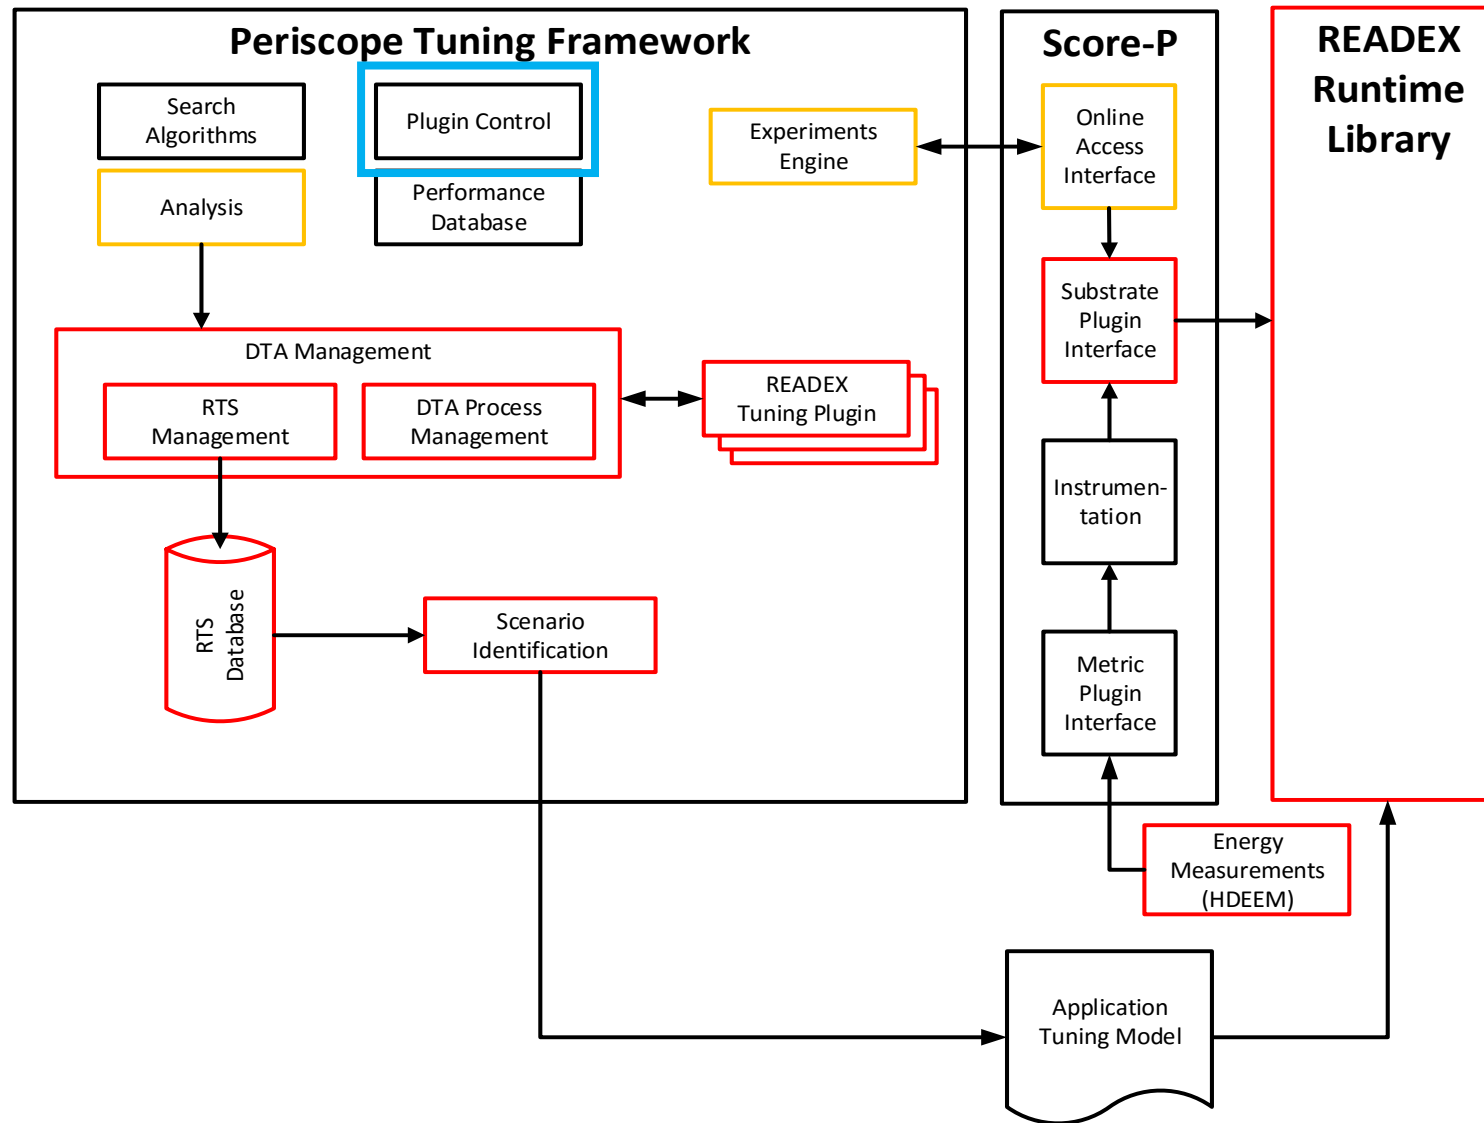 Periscope Tuning Framework
Search
Algorithms
Plugin Control
Analysis
Performance
Database
Experiments
Engine
DTA Management
RTS
Management
DTA Process
Management
READEX
Tuning Plugin
RTS
Database
Scenario
Identification
Score-P
Online
Access
Interface
Substrate
Plugin
Interface
Instrumen-
tation
Metric
Plugin
Interface
READEX
Runtime
Library
Energy
Measurements
(HDEEM)
Application
Tuning Model